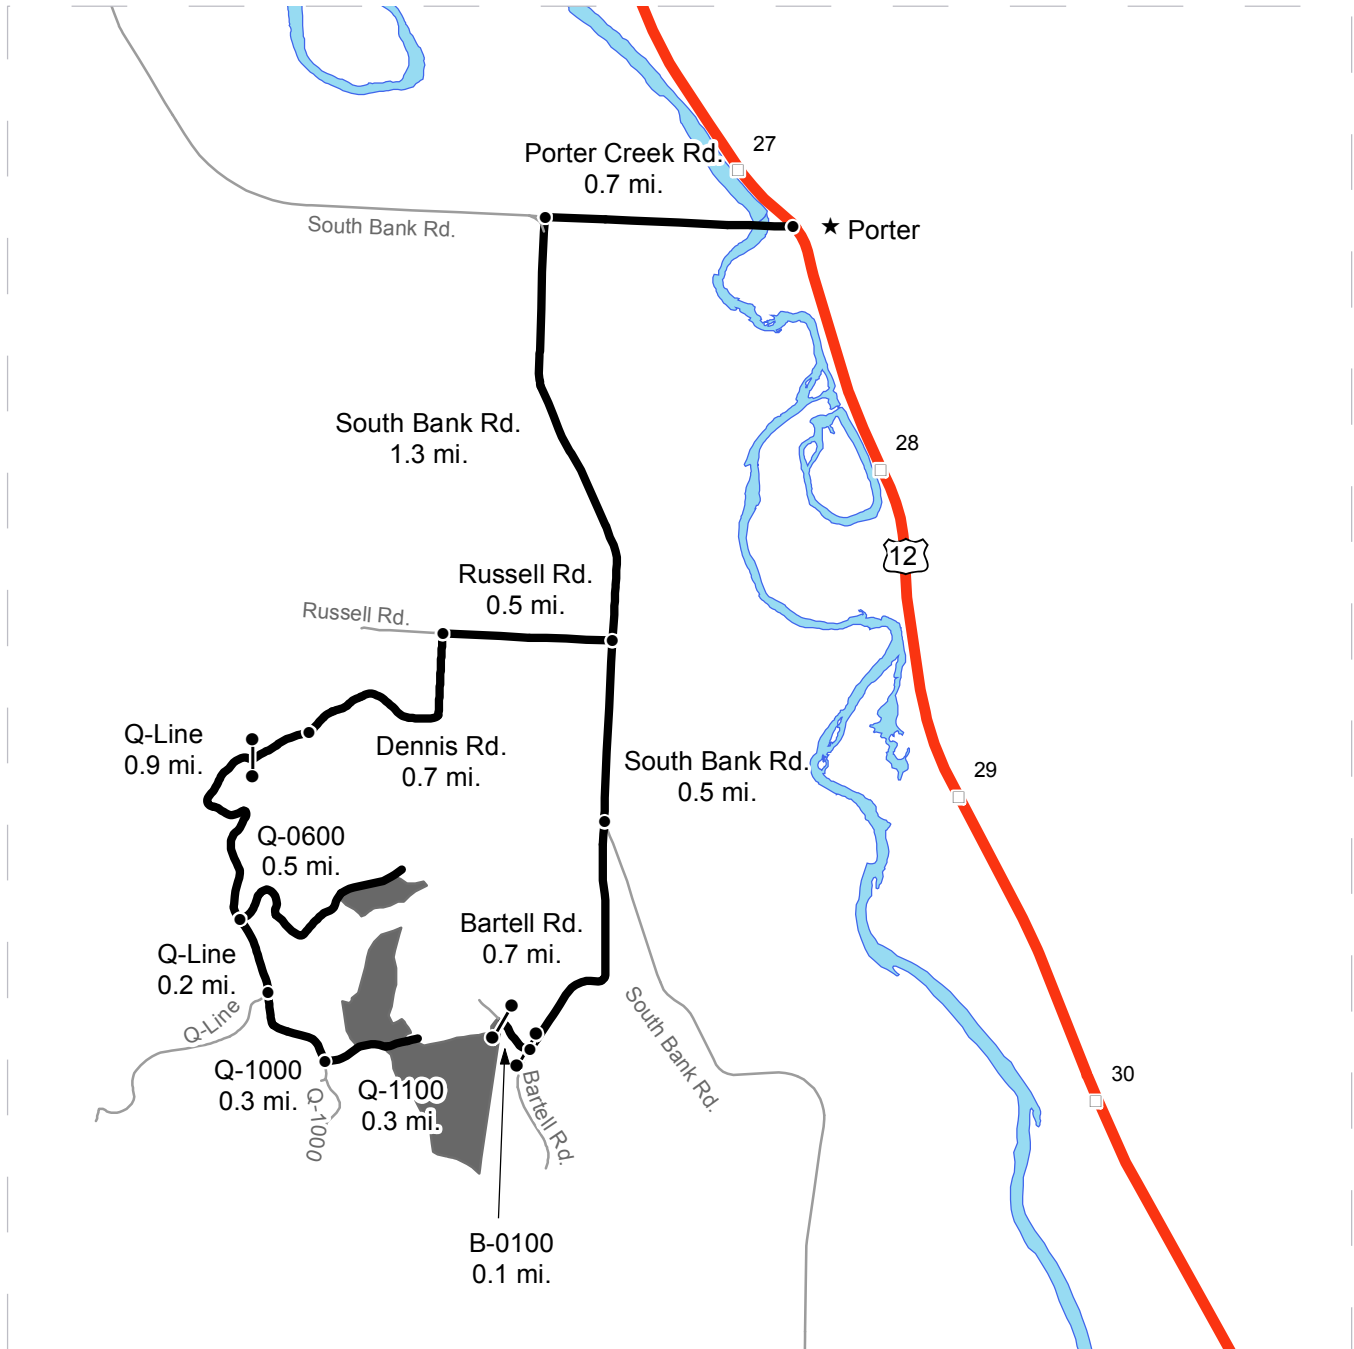 27
Porter Creek Rd.
0.7 mi.
South Bank Rd.
Porter
South Bank Rd.
1.3 mi.
28
12
Russell Rd.
0.5 mi.
Russell Rd.
Q-Line
0.9 mi.
Dennis Rd.
0.7 mi.
South Bank Rd.
0.5 mi.
29
Q-0600
0.5 mi.
Bartell Rd.
0.7 mi.
Q-Line
0.2 mi.
Q-Line
South Bank Rd.
Q-1000
0.3 mi.
Q-1000
Q-1100
0.3 mi.
Bartell Rd.
30
B-0100
0.1 mi.